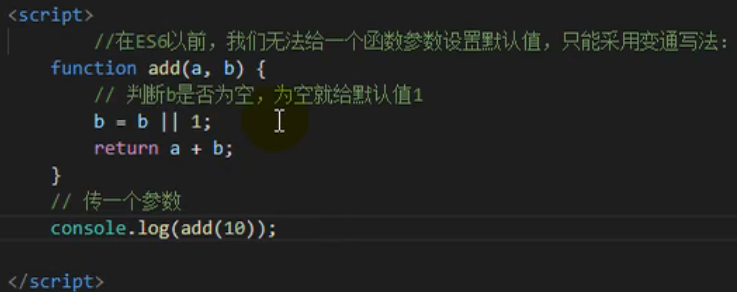 <script>
//在ES6以前，我们无法给一个函数参数设置默认值，只能采用变通写法：
function add(a, b) {
// 判断b是否为空，为空就给默认值1
b = b || 1;
return a + b;
}
// 传一个参数
console.log(add(10));
</script>